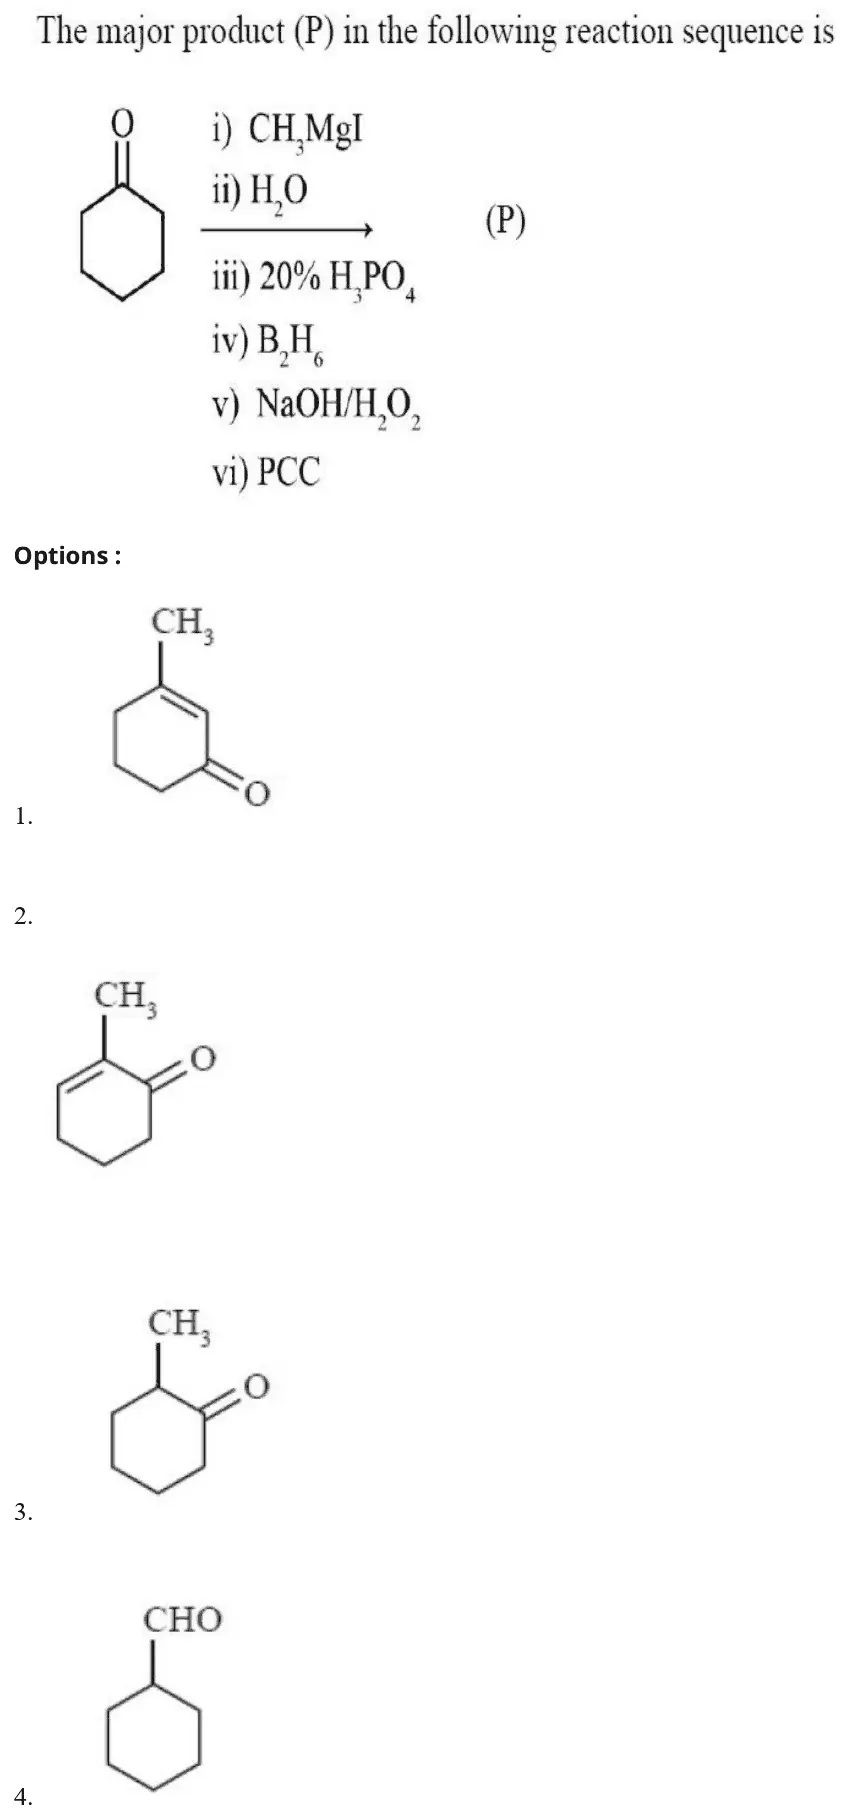 The major product (P) in the following reaction sequence is
O
i) CH₃MgI
ii) H₂O
(P)
iii) 20% H₃PO₄
iv) B₂H₆
v) NaOH/H₂O₂
vi) PCC
Options :
CH₃
O
1.
2.
CH₃
O
CH₃
O
3.
CHO
4.